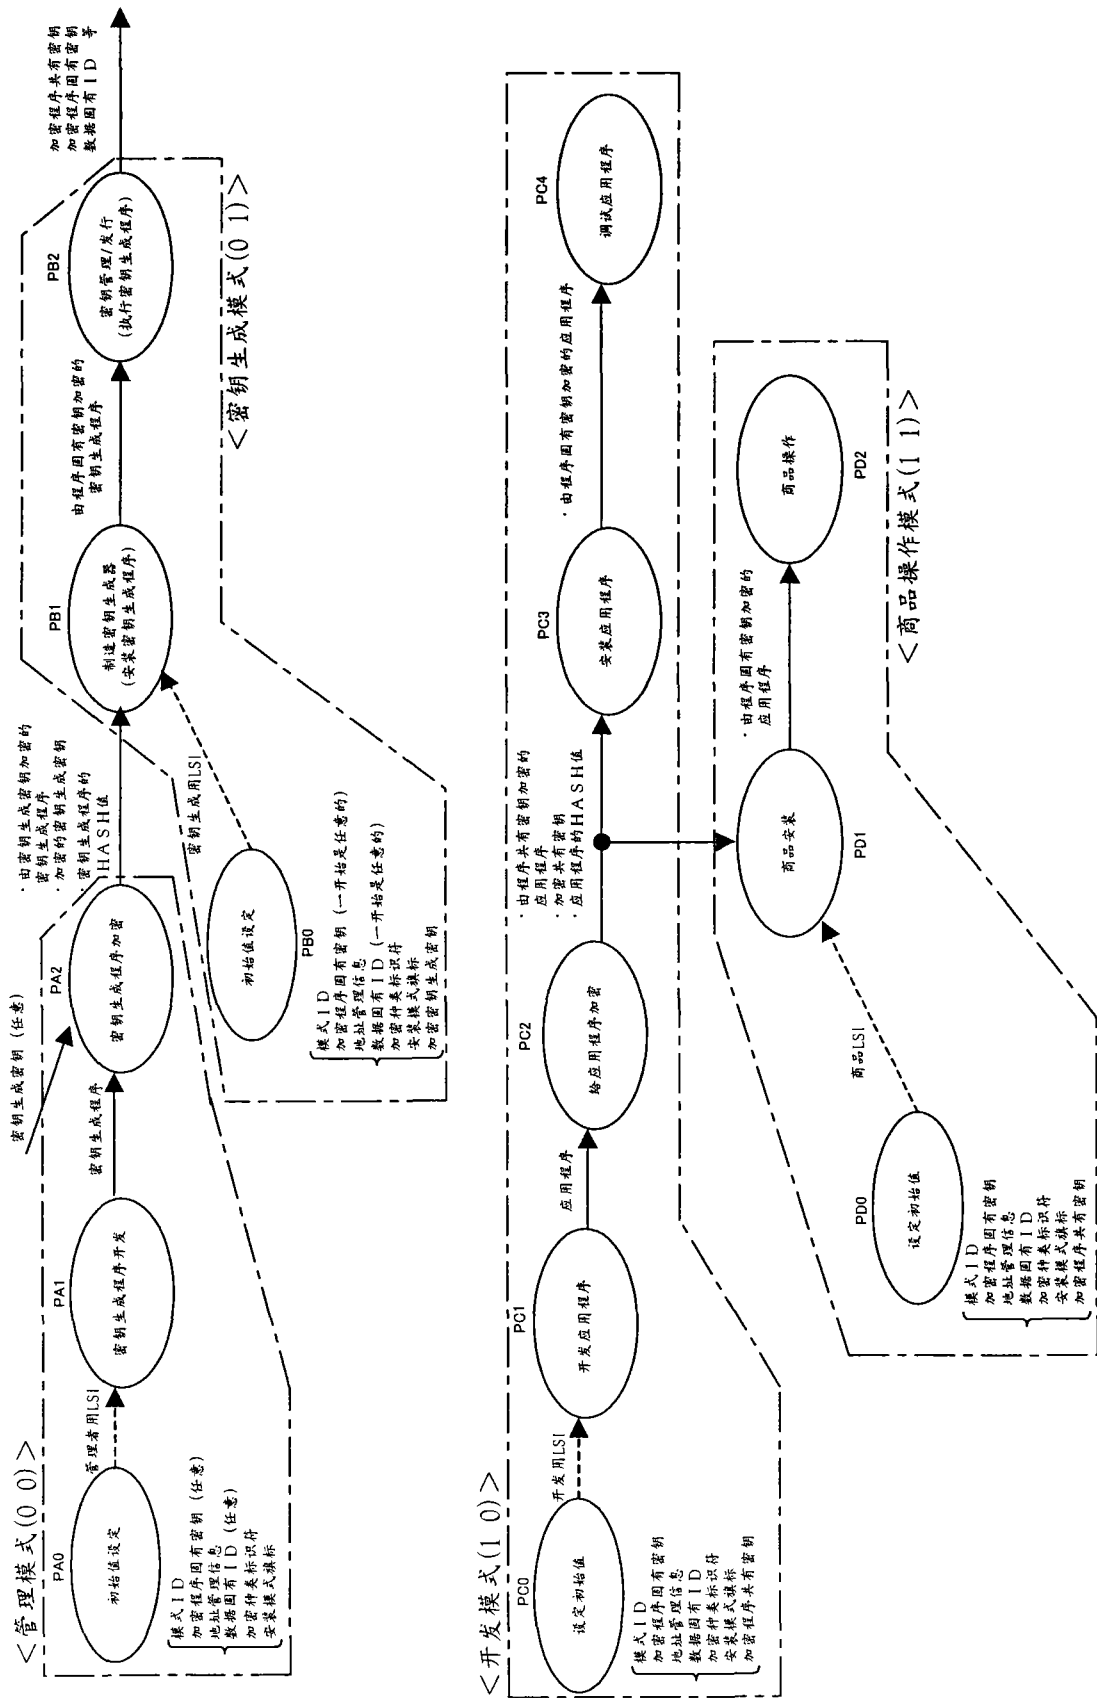 <管理模式(00)>
PA0
初始值设定
模式ID
加密程序固有密钥(任意)
地址管理信息
数据固有ID(任意)
加密种类标识符
安装模式旗标
管理者用LSI
PA1
密钥生成程序开发
密钥生成程序
密钥生成密钥(任意)
PA2
密钥生成程序加密
·由密钥生成密钥加密的
密钥生成程序
·加密的密钥生成密钥
·密钥生成程序的
HASH值
PB0
初始值设定
模式ID
加密程序固有密钥(一开始是任意的)
地址管理信息
数据固有ID(一开始是任意的)
加密种类标识符
安装模式旗标
加密密钥生成密钥
密钥生成用LSI
PB1
制造密钥生成器
(安装密钥生成程序)
由程序固有密钥加密的
密钥生成程序
PB2
密钥管理/发行
(执行密钥生成程序)
<密钥生成模式(01)>
加密程序共有密钥
加密程序固有密钥
数据固有ID等
<开发模式(10)>
PC0
设定初始值
模式ID
加密程序固有密钥
地址管理信息
数据固有ID
加密种类标识符
安装模式旗标
加密程序共有密钥
开发用LSI
PC1
开发应用程序
应用程序
PC2
给应用程序加密
·由程序共有密钥加密的
应用程序
·加密共有密钥
·应用程序的HASH值
PC3
安装应用程序
·由程序固有密钥加密的应用程序
PC4
调试应用程序
PD0
设定初始值
模式ID
加密程序固有密钥
地址管理信息
数据固有ID
加密种类标识符
安装模式旗标
加密程序共有密钥
商品LSI
PD1
商品安装
·由程序固有密钥加密的
应用程序
PD2
商品操作
<商品操作模式(11)>